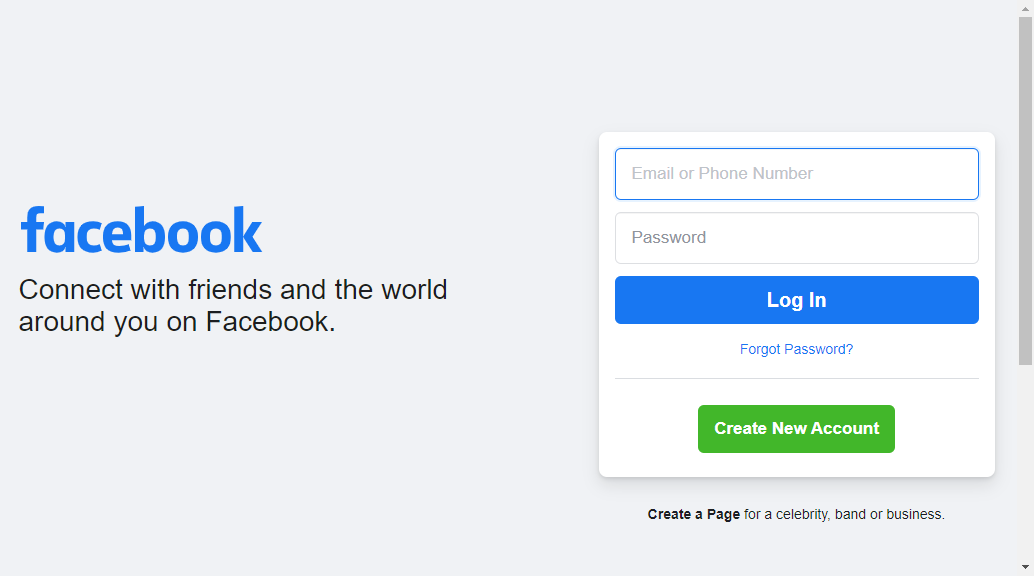 facebook
Connect with friends and the world
around you on Facebook.
Email or Phone Number
Password
Log In
Forgot Password?
Create New Account
Create a Page for a celebrity, band or business.